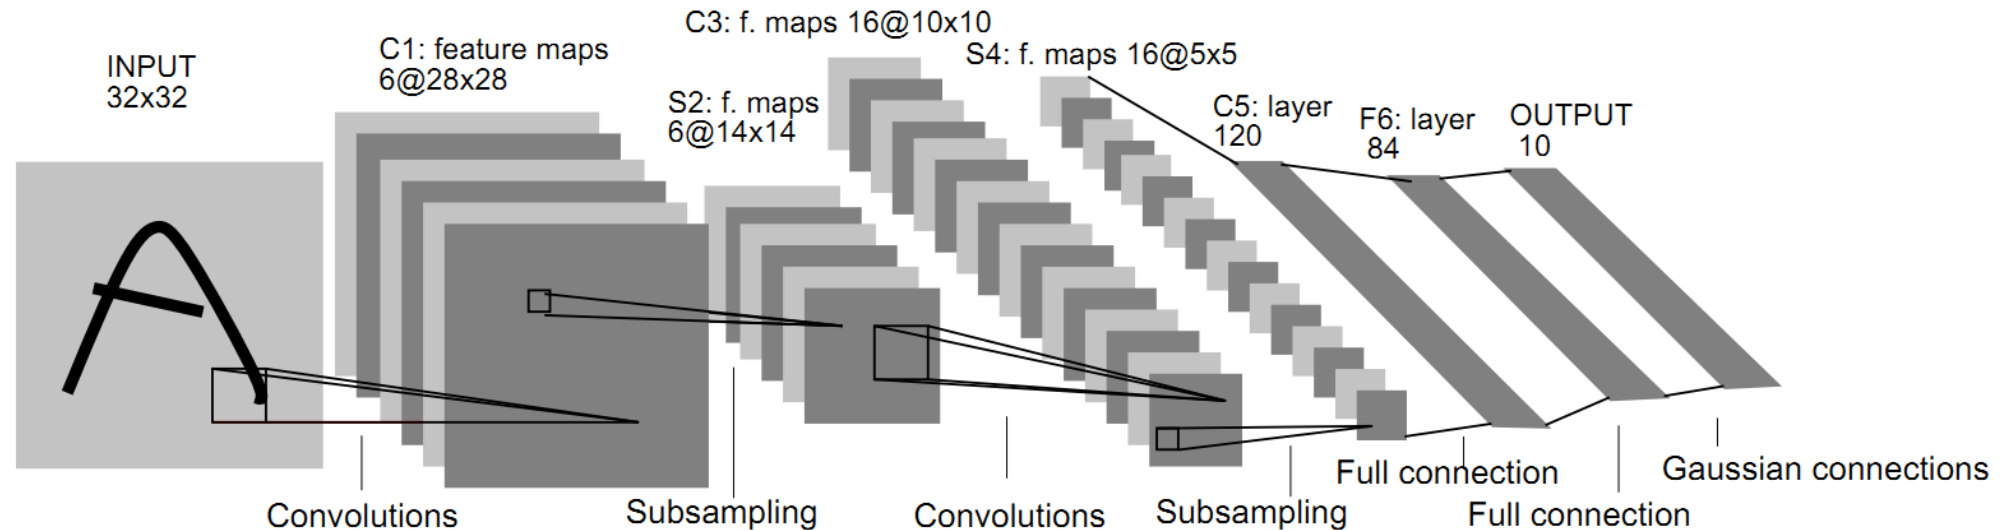 INPUT
32x32
C1: feature maps
6@28x28
S2: f. maps
6@14x14
C3: f. maps 16@10x10
S4: f. maps 16@5x5
C5: layer
120
F6: layer
84
OUTPUT
10
Convolutions
Subsampling
Convolutions
Subsampling
Full connection
Full connection
Gaussian connections